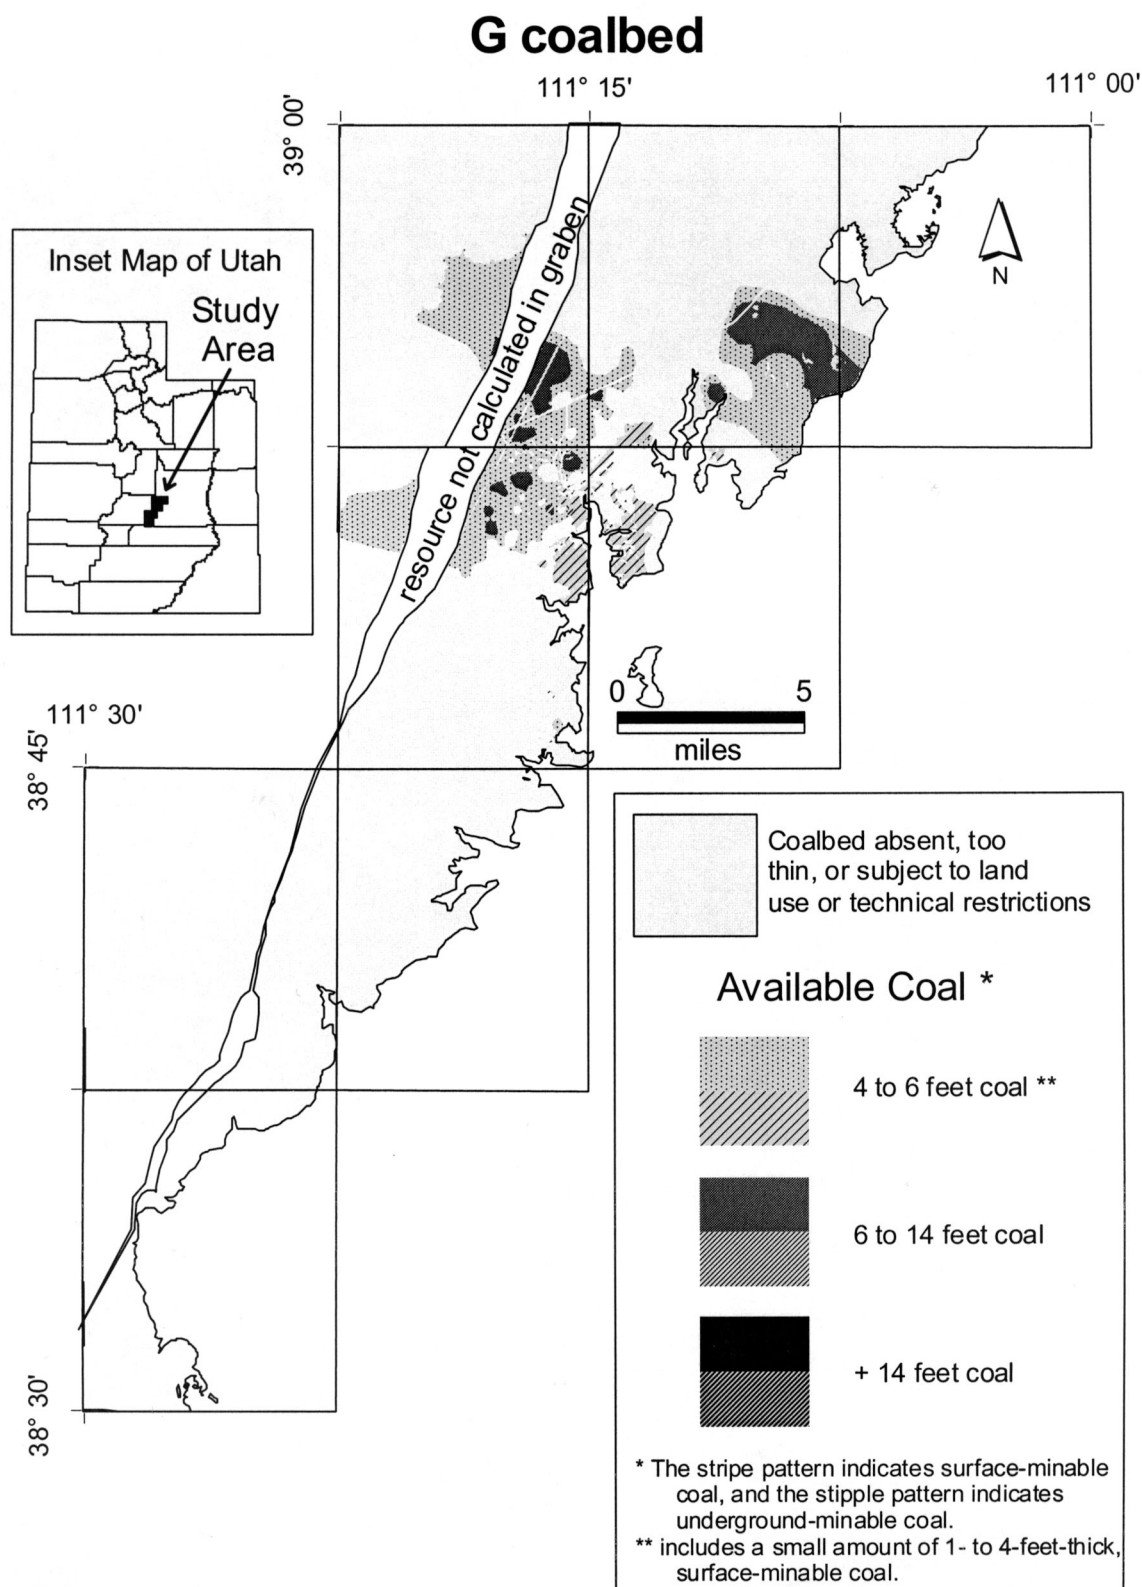 G coalbed
111° 15'
111° 00'
39° 00'
Inset Map of Utah
Study
Area
resource not calculated in graben
N
0 5
miles
111° 30'
38° 45'
38° 30'
Coalbed absent, too
thin, or subject to land
use or technical restrictions
Available Coal *
4 to 6 feet coal **
6 to 14 feet coal
+ 14 feet coal
* The stripe pattern indicates surface-minable
coal, and the stipple pattern indicates
underground-minable coal.
** includes a small amount of 1- to 4-feet-thick,
surface-minable coal.